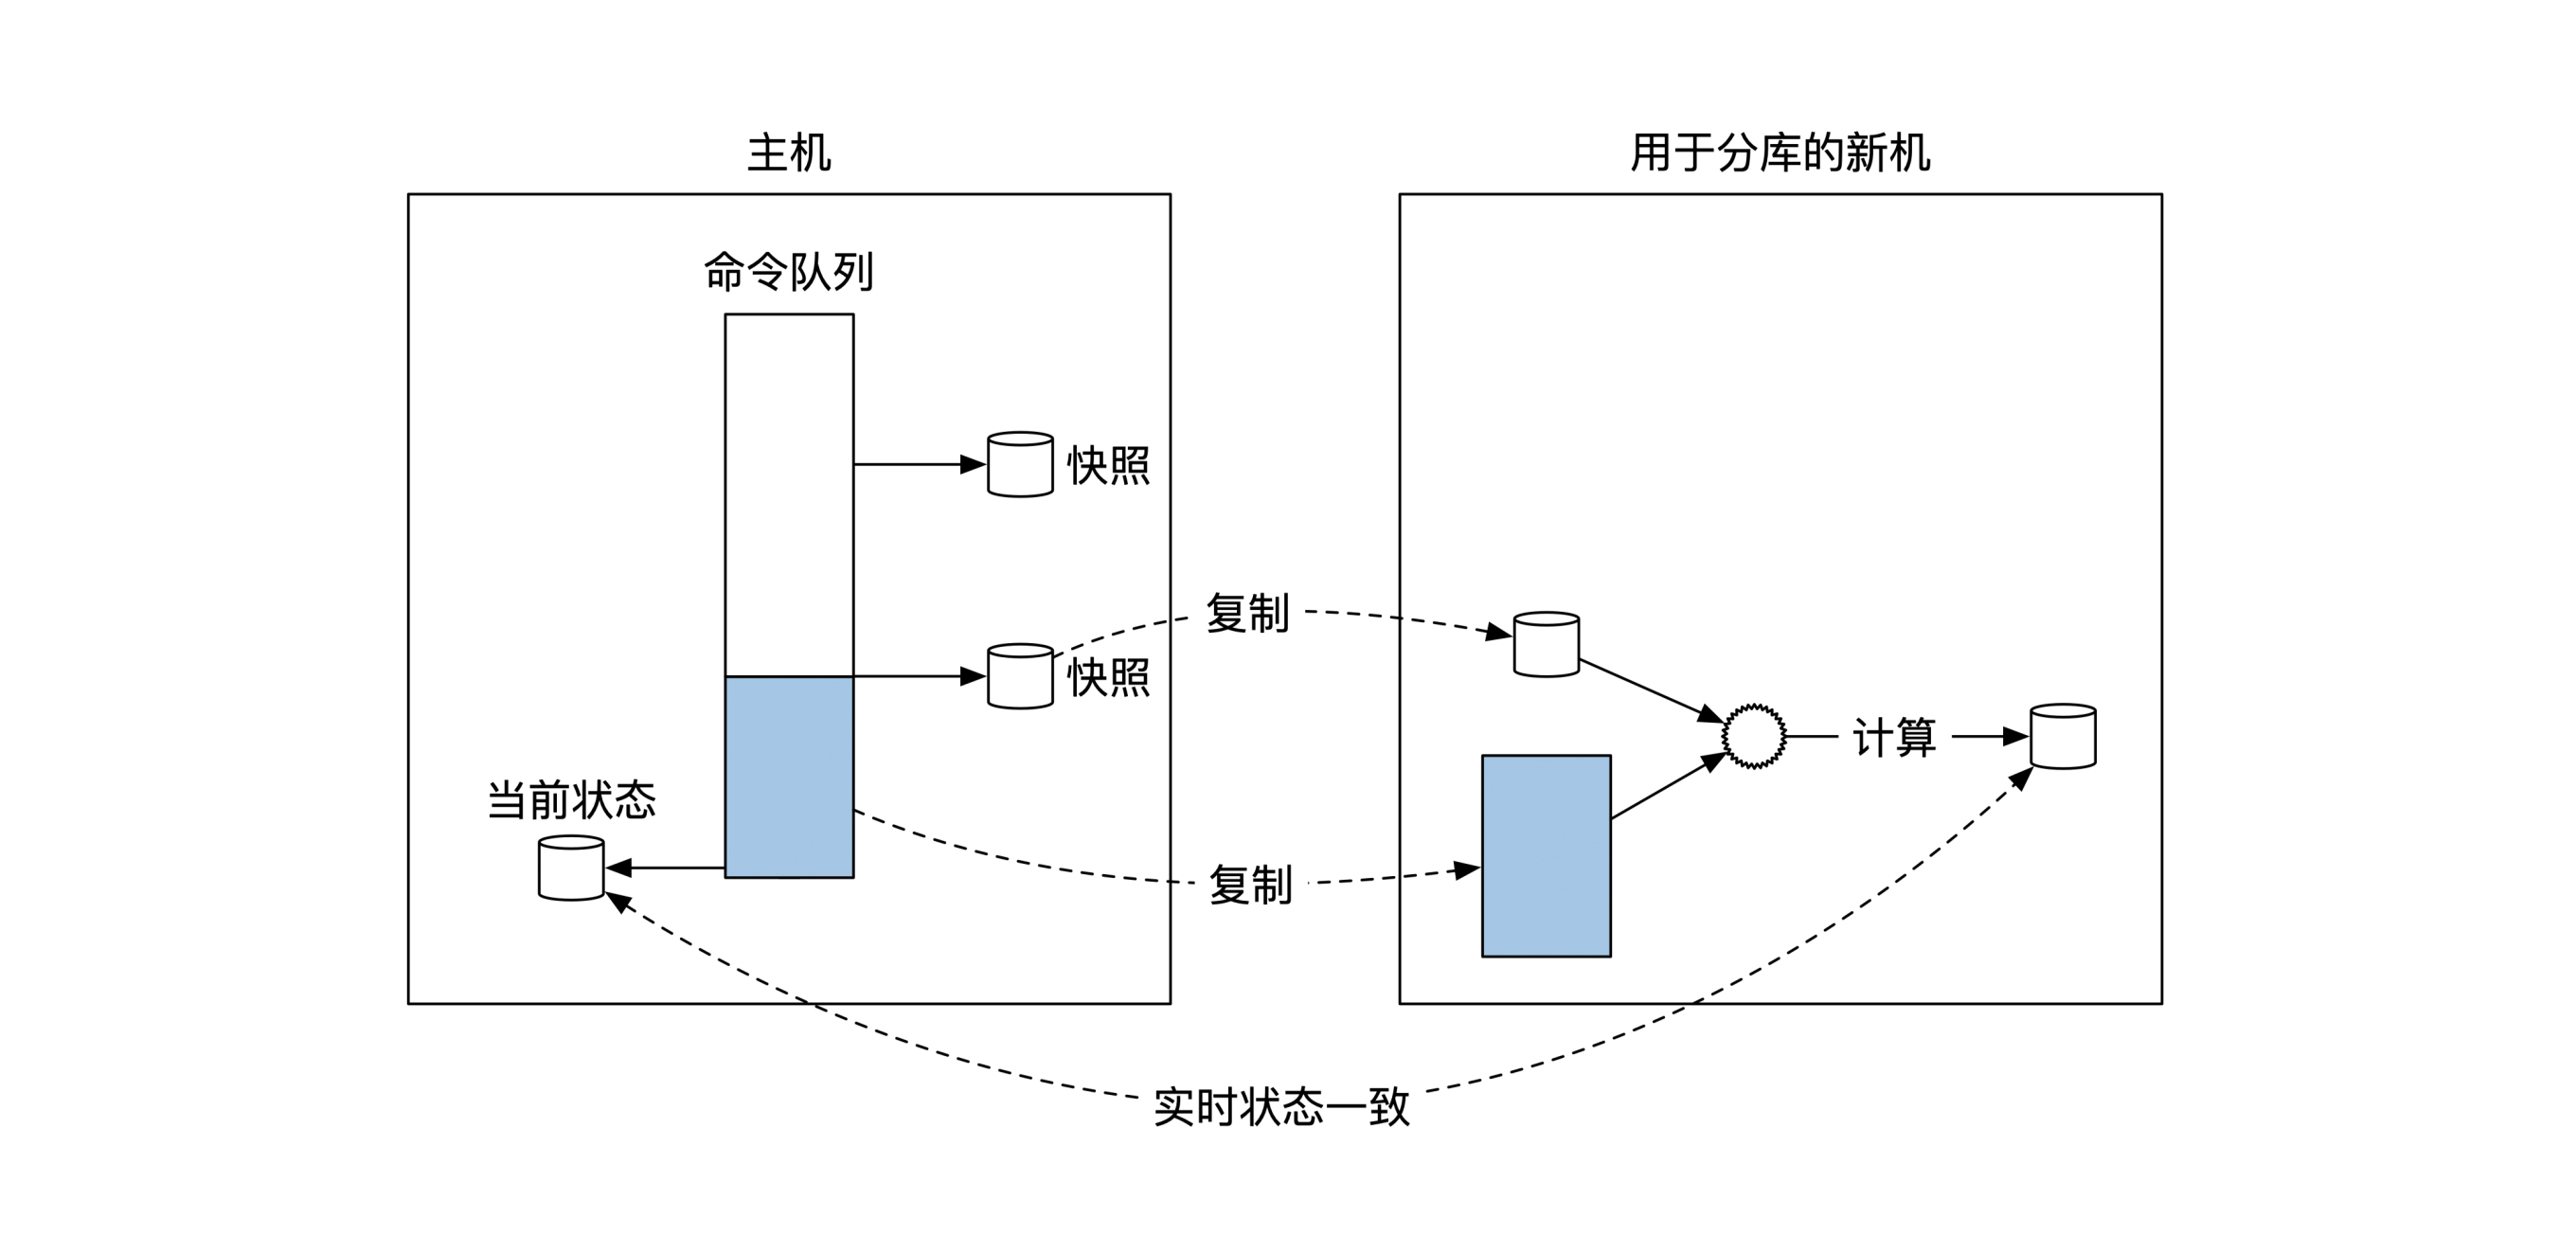 主机
用于分库的新机
命令队列
快照
复制
快照
计算
当前状态
复制
实时状态一致